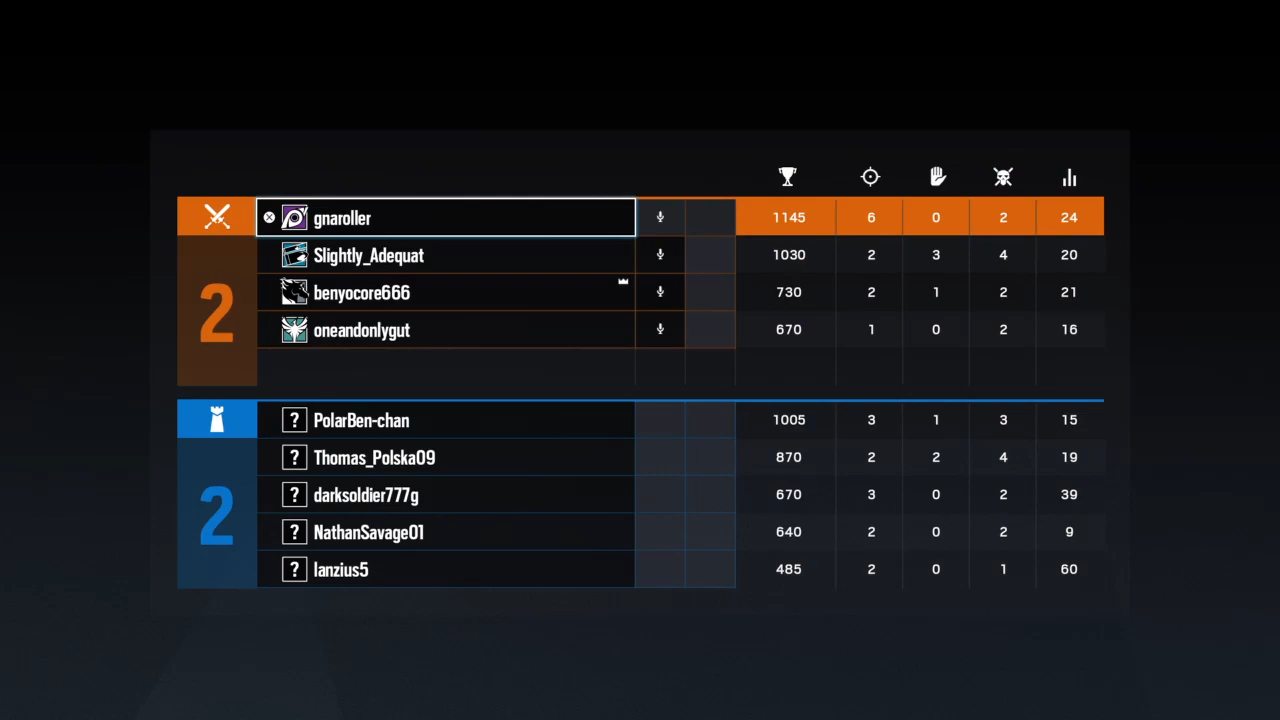 gnaroller 1145 6 0 2 24
2
Slightly_Adequat 1030 2 3 4 20
benyocore666 730 2 1 2 21
oneandonlygut 670 1 0 2 16
2
? PolarBen-chan 1005 3 1 3 15
? Thomas_Polska09 870 2 2 4 19
? darksoldier777g 670 3 0 2 39
? NathanSavage01 640 2 0 2 9
? lanzius5 485 2 0 1 60